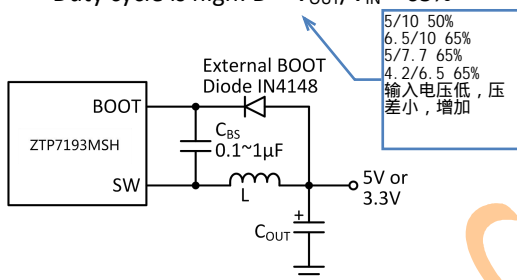 5/10 50%
6.5/10 65%
5/7.7 65%
4.2/6.5 65%
输入电压低，压
差小，增加
External BOOT
Diode IN4148
BOOT
C_BS
0.1~1µF
ZTP7193MSH
SW
L
5V or
3.3V
+
C_OUT